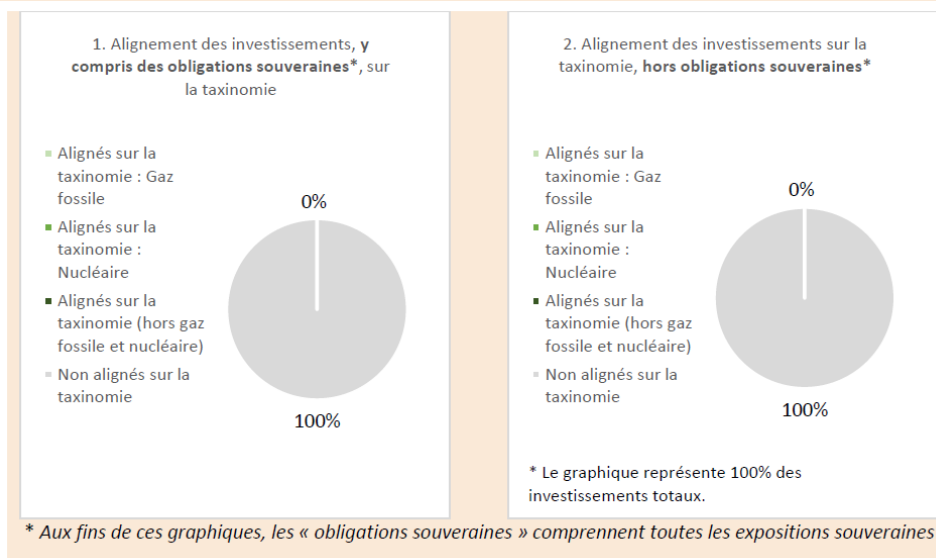 1. Alignement des investissements, y
compris des obligations souveraines*, sur
la taxinomie
Alignés sur la
taxinomie : Gaz
fossile
Alignés sur la
taxinomie :
Nucléaire
Alignés sur la
taxinomie (hors gaz
fossile et nucléaire)
Non alignés sur la
taxinomie
0%
100%
2. Alignement des investissements sur la
taxinomie, hors obligations souveraines*
Alignés sur la
taxinomie : Gaz
fossile
Alignés sur la
taxinomie :
Nucléaire
Alignés sur la
taxinomie (hors gaz
fossile et nucléaire)
Non alignés sur la
taxinomie
0%
100%
* Le graphique représente 100% des
investissements totaux.
* Aux fins de ces graphiques, les « obligations souveraines » comprennent toutes les expositions souveraines